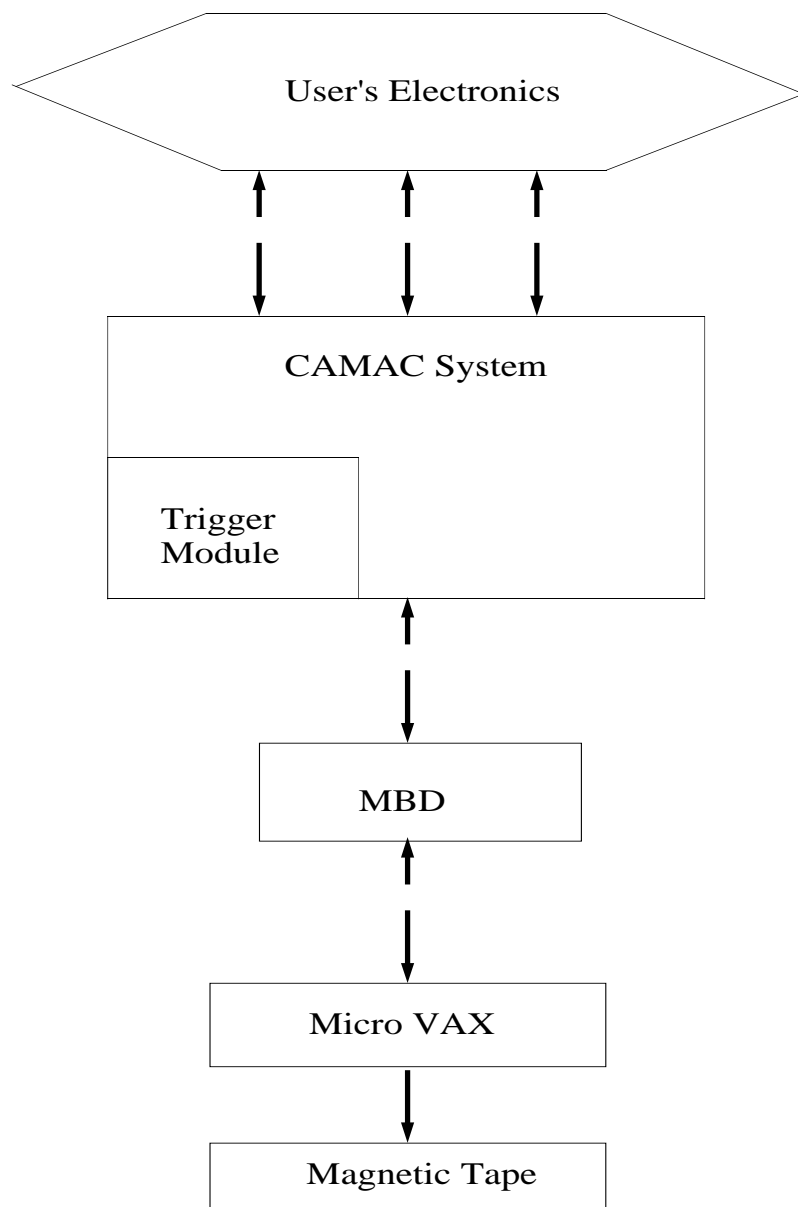 User's Electronics
CAMAC System
Trigger
Module
MBD
Micro VAX
Magnetic Tape